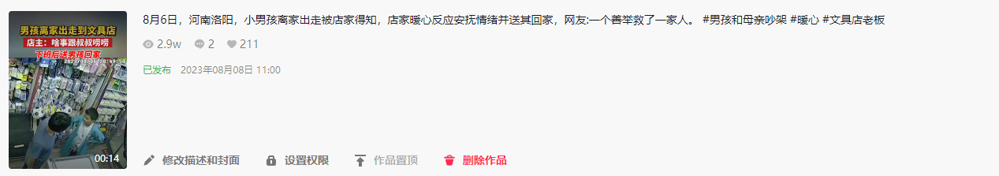 男孩离家出走到文具店
店主：啥事跟叔叔唠唠
下班后送男孩回家
2023/08/06 20:49:50
00:14
8月6日，河南洛阳，小男孩离家出走被店家得知，店家暖心反应安抚情绪并送其回家，网友:一个善举救了一家人。 #男孩和母亲吵架 #暖心 #文具店老板
2.9w 2 211
已发布 2023年08月08日 11:00
修改描述和封面 设置权限 作品置顶 删除作品